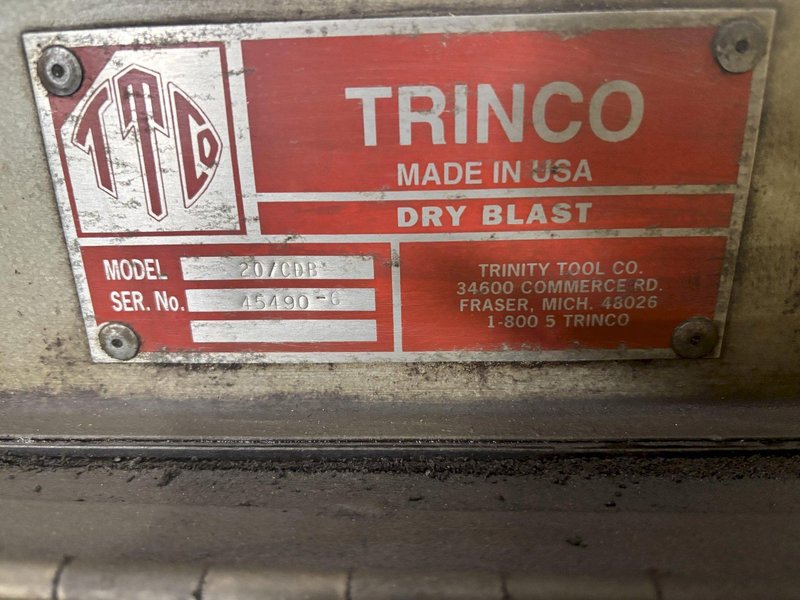 TTCO
TRINCO
MADE IN USA
DRY BLAST
MODEL 20/CDB
SER. No. 45490-6
TRINITY TOOL CO.
34600 COMMERCE RD.
FRASER, MICH. 48026
1-800 5 TRINCO